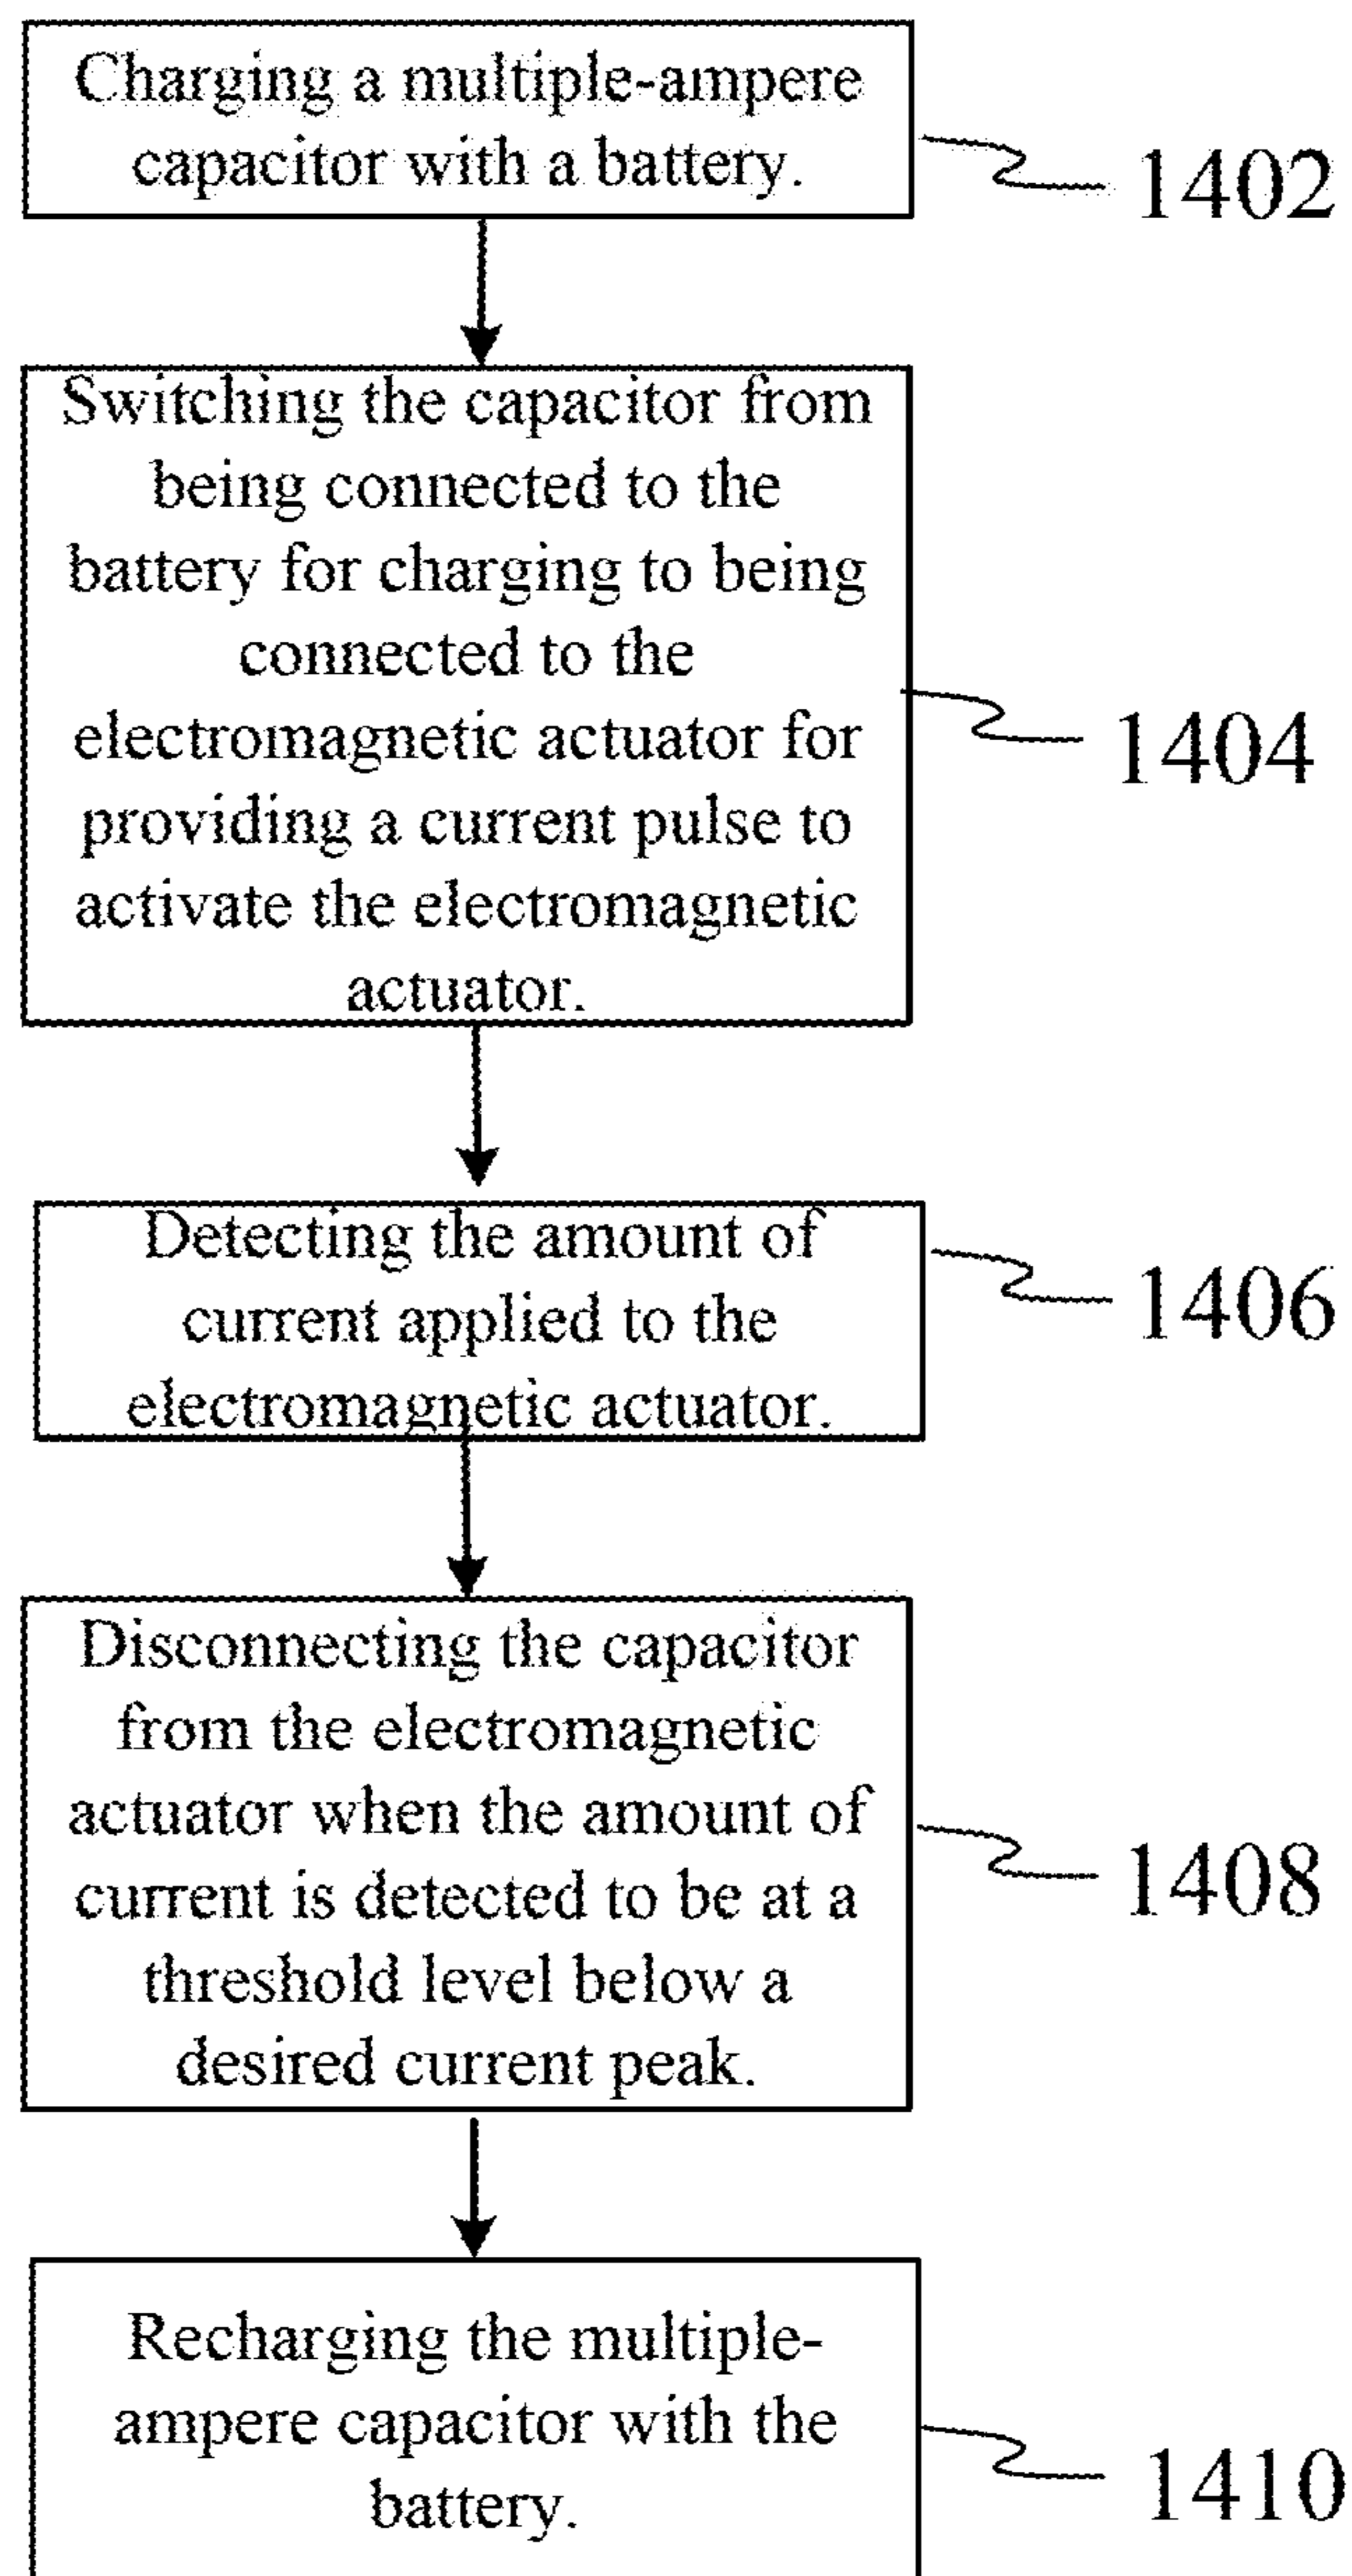 Charging a multiple-ampere
capacitor with a battery.
1402
Switching the capacitor from
being connected to the
battery for charging to being
connected to the
electromagnetic actuator for
providing a current pulse to
activate the electromagnetic
actuator.
1404
Detecting the amount of
current applied to the
electromagnetic actuator.
1406
Disconnecting the capacitor
from the electromagnetic
actuator when the amount of
current is detected to be at a
threshold level below a
desired current peak.
1408
Recharging the multiple-
ampere capacitor with the
battery.
1410